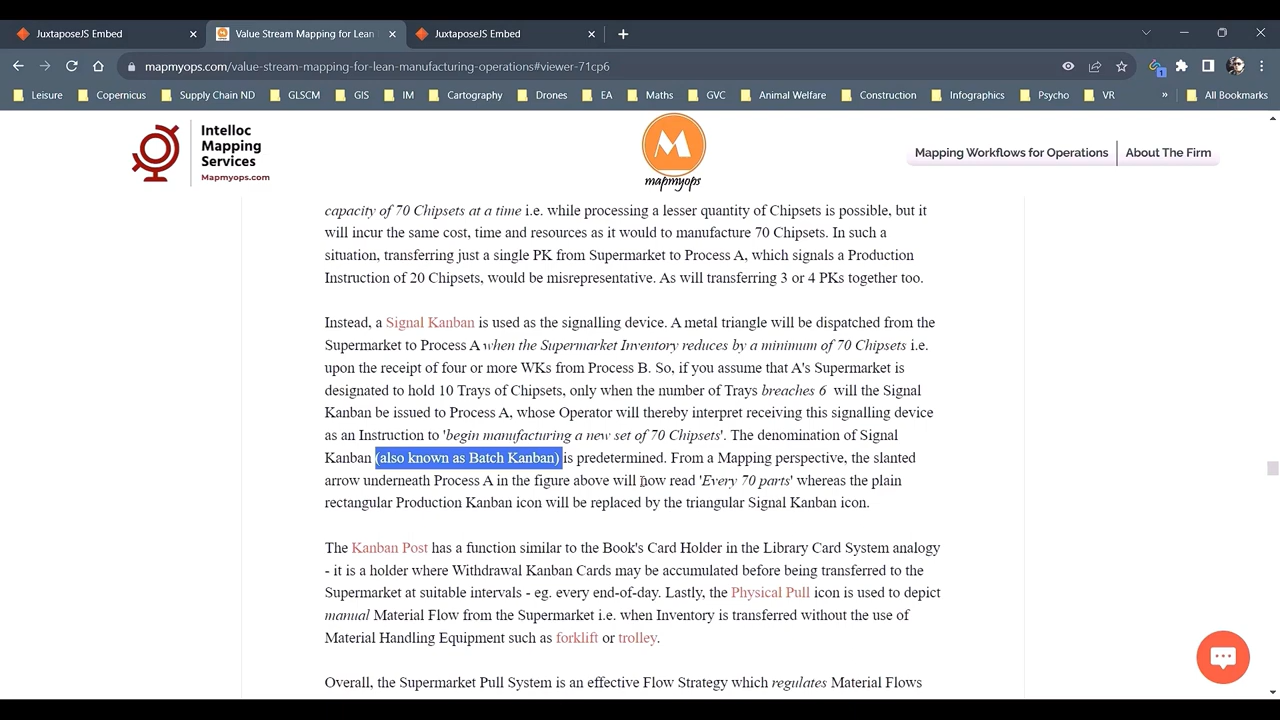 JuxtaposeJS Embed
Value Stream Mapping for Lean
JuxtaposeJS Embed
mapmyops.com/value-stream-mapping-for-lean-manufacturing-operations#viewer-71cp6
1
Leisure
Copernicus
Supply Chain ND
GLSCM
GIS
IM
Cartography
Drones
EA
Maths
GVC
Animal Welfare
Construction
Infographics
Psycho
VR
»
All Bookmarks
Intelloc
Mapping
Services
Mapmyops.com
M
mapmyops
Mapping Workflows for Operations
About The Firm
capacity of 70 Chipsets at a time i.e. while processing a lesser quantity of Chipsets is possible, but it
will incur the same cost, time and resources as it would to manufacture 70 Chipsets. In such a
situation, transferring just a single PK from Supermarket to Process A, which signals a Production
Instruction of 20 Chipsets, would be misrepresentative. As will transferring 3 or 4 PKs together too.
Instead, a Signal Kanban is used as the signalling device. A metal triangle will be dispatched from the
Supermarket to Process A when the Supermarket Inventory reduces by a minimum of 70 Chipsets i.e.
upon the receipt of four or more WKs from Process B. So, if you assume that A's Supermarket is
designated to hold 10 Trays of Chipsets, only when the number of Trays breaches 6 will the Signal
Kanban be issued to Process A, whose Operator will thereby interpret receiving this signalling device
as an Instruction to 'begin manufacturing a new set of 70 Chipsets'. The denomination of Signal
Kanban (also known as Batch Kanban) is predetermined. From a Mapping perspective, the slanted
arrow underneath Process A in the figure above will now read 'Every 70 parts' whereas the plain
rectangular Production Kanban icon will be replaced by the triangular Signal Kanban icon.
The Kanban Post has a function similar to the Book's Card Holder in the Library Card System analogy
- it is a holder where Withdrawal Kanban Cards may be accumulated before being transferred to the
Supermarket at suitable intervals - eg. every end-of-day. Lastly, the Physical Pull icon is used to depict
manual Material Flow from the Supermarket i.e. when Inventory is transferred without the use of
Material Handling Equipment such as forklift or trolley.
Overall, the Supermarket Pull System is an effective Flow Strategy which regulates Material Flows